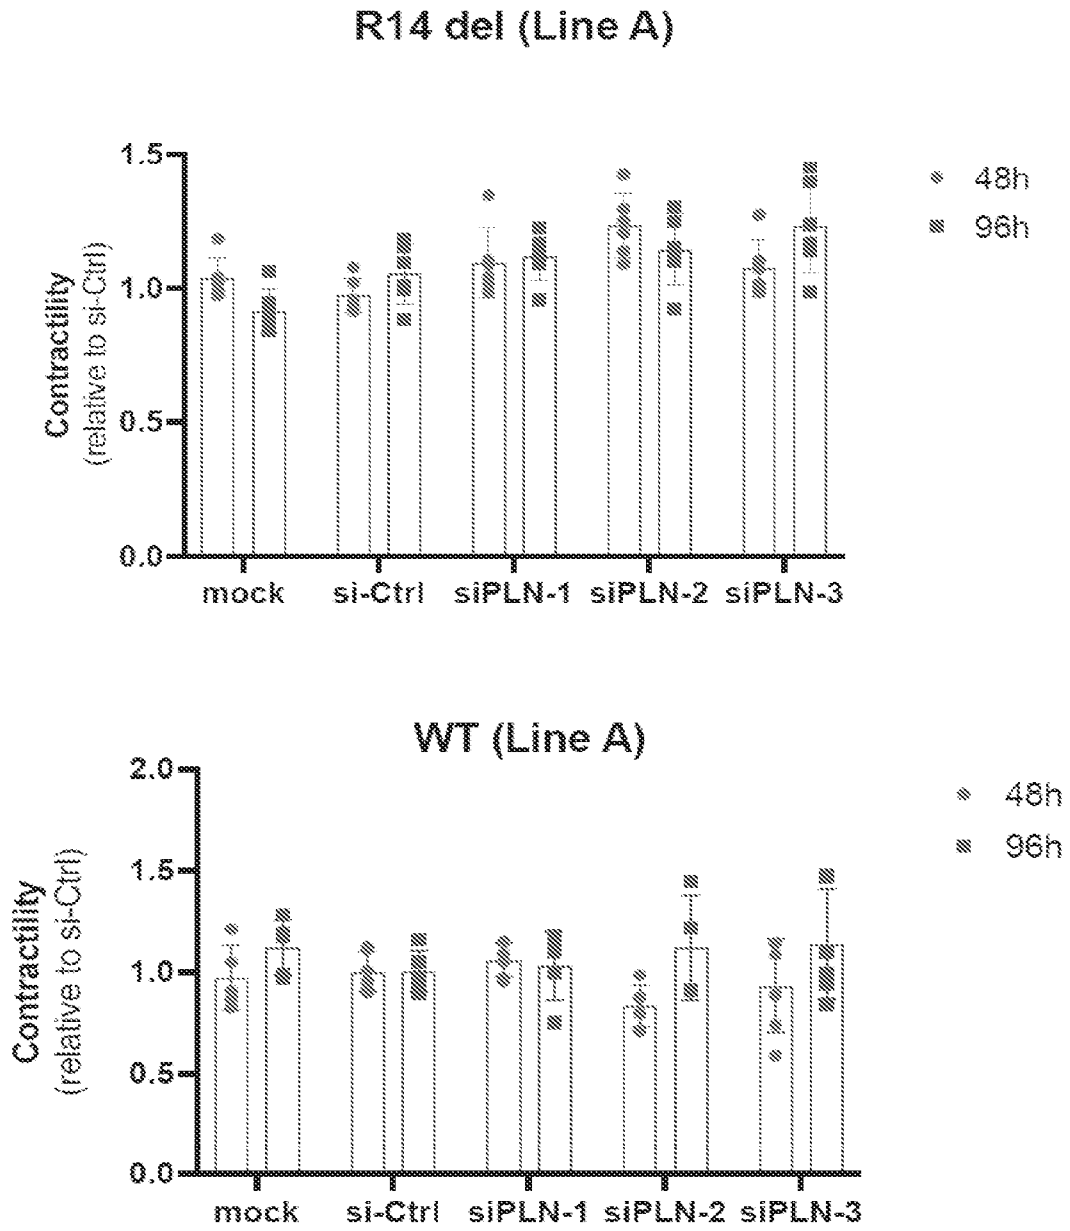 R14 del (Line A)
Contractility
(relative to si-Ctrl)
1.5
1.0
0.5
0.0
48h
96h
mock si-Ctrl siPLN-1 siPLN-2 siPLN-3
WT (Line A)
Contractility
(relative to si-Ctrl)
2.0
1.5
1.0
0.5
0.0
48h
96h
mock si-Ctrl siPLN-1 siPLN-2 siPLN-3